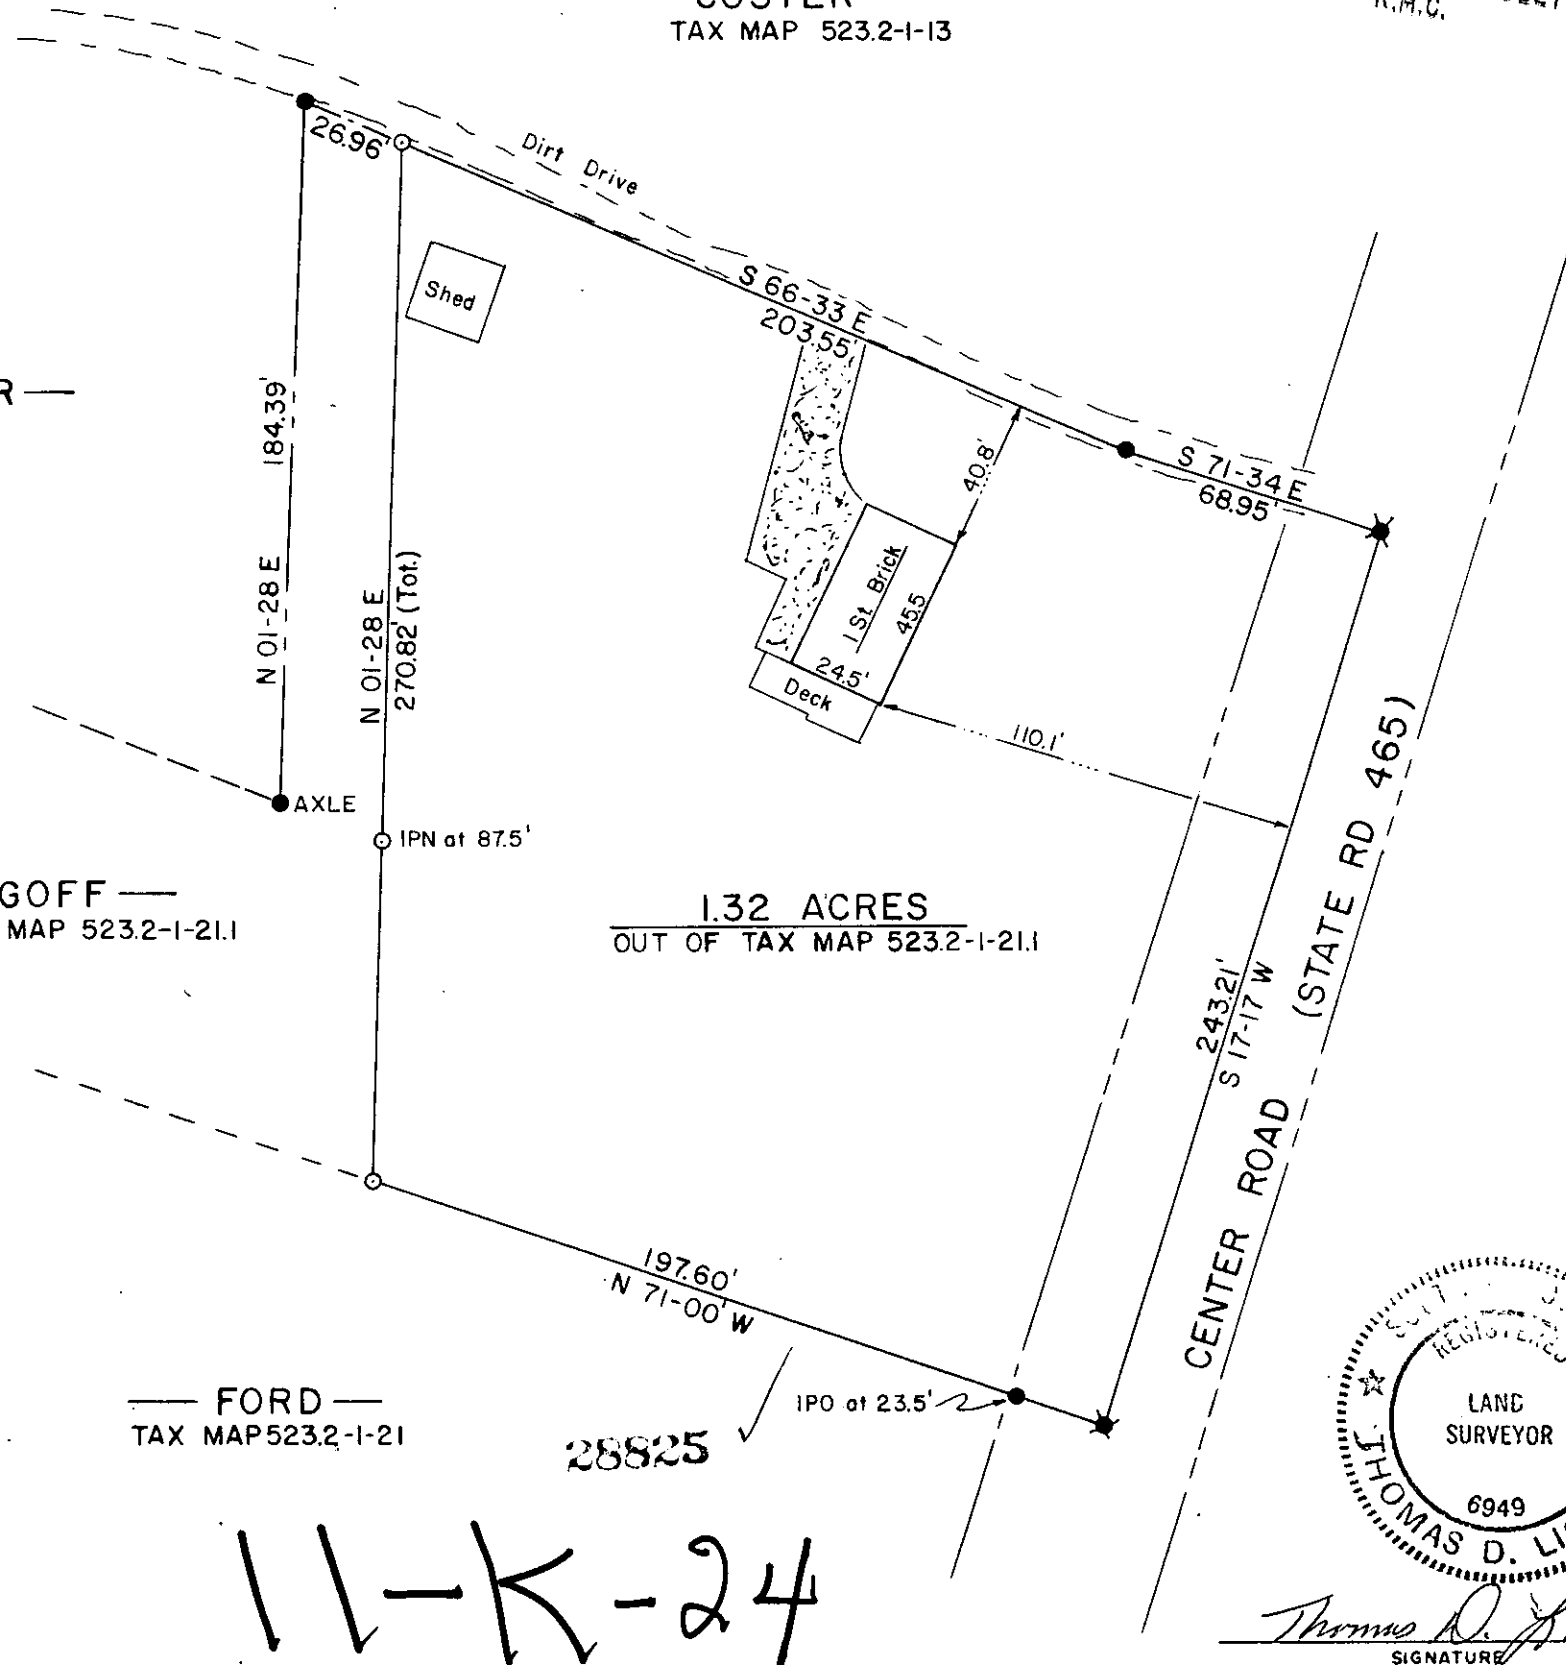 TAX MAP 523.2-1-13
R.M.C.
26.96'
Dirt Drive
S 66-33 E
203.55'
Shed
184.39'
N 01-28 E
N 01-28 E
270.82' (Tot.)
40.8'
S 71-34 E
68.95'
1 St. Brick
45.5
24.5'
Deck
110.1'
AXLE
IPN at 87.5'
GOFF
MAP 523.2-1-21.1
1.32 ACRES
OUT OF TAX MAP 523.2-1-21.1
243.21'
S 17-17 W
CENTER ROAD (STATE RD 465)
197.60'
N 71-00' W
IPO at 23.5'
FORD
TAX MAP 523.2-1-21
28825
11-K-24
REGISTERED
LAND
SURVEYOR
6949
THOMAS D.
Thomas D.
SIGNATURE